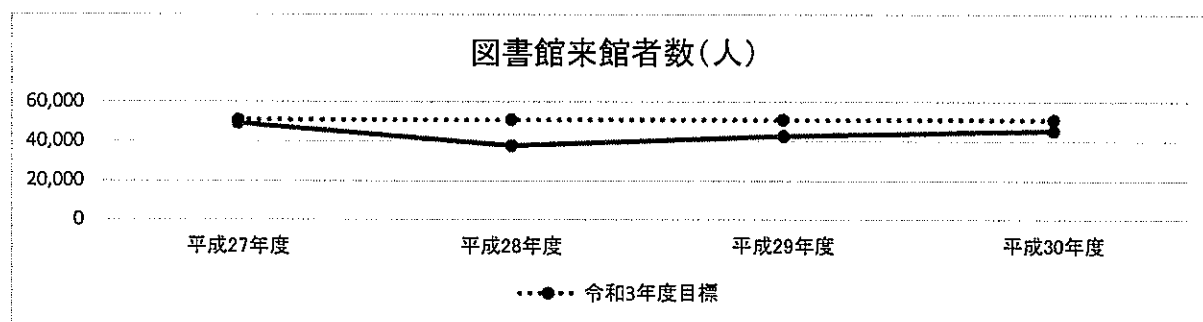 図書館来館者数(人)
60,000
40,000
20,000
0
平成27年度 平成28年度 平成29年度 平成30年度
令和3年度目標